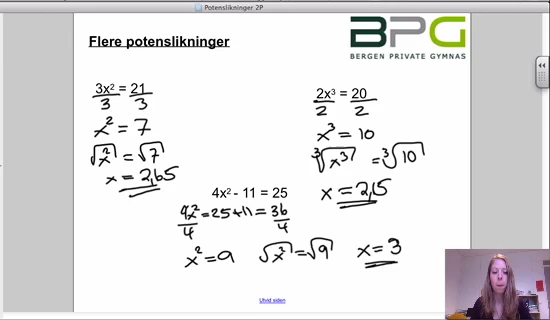 Potenslikninger 2P
Flere potenslikninger
BPG
BERGEN PRIVATE GYMNAS
3x² = 21
3 3
x² = 7
√x² = √7
x = 2,65
2x³ = 20
2 2
x³ = 10
³√x³ = ³√10
x = 2,15
4x² - 11 = 25
4x² = 25+11 = 36
4 4
x² = 9 √x² = √9 x = 3
Utvid siden